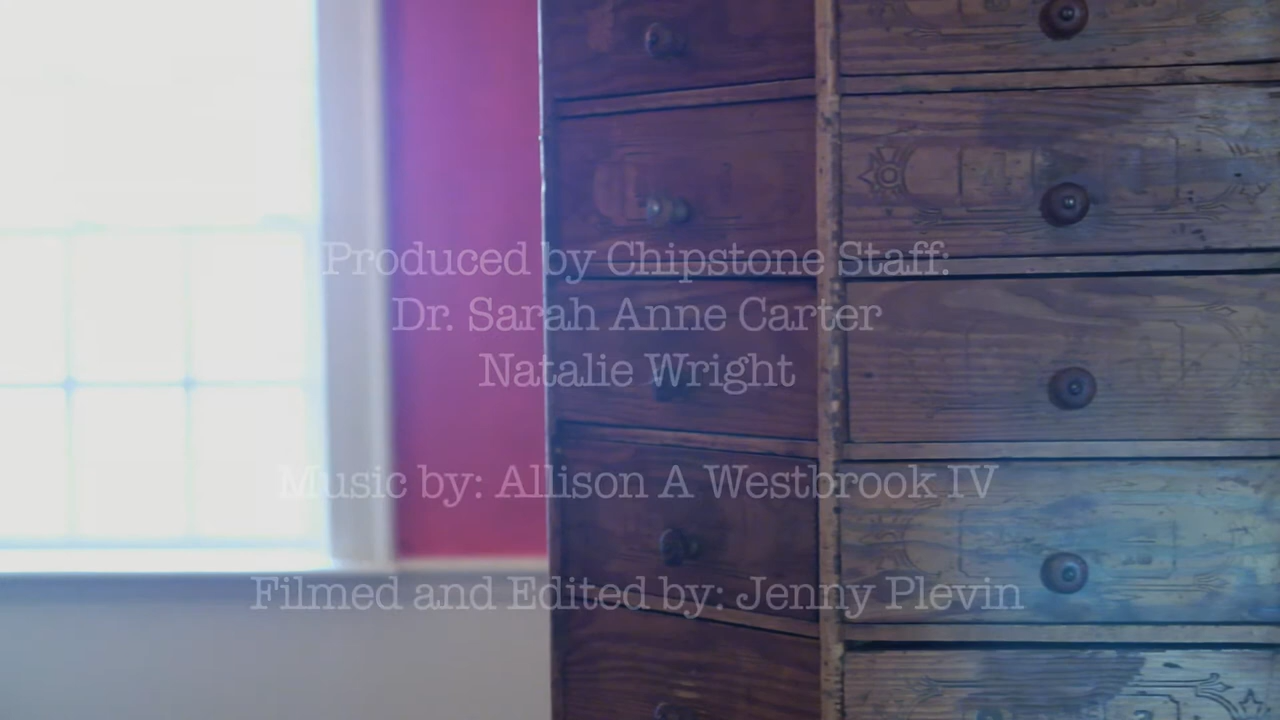 Produced by Chipstone Staff:
Dr. Sarah Anne Carter
Natalie Wright
Music by: Allison A Westbrook IV
Filmed and Edited by: Jenny Plevin